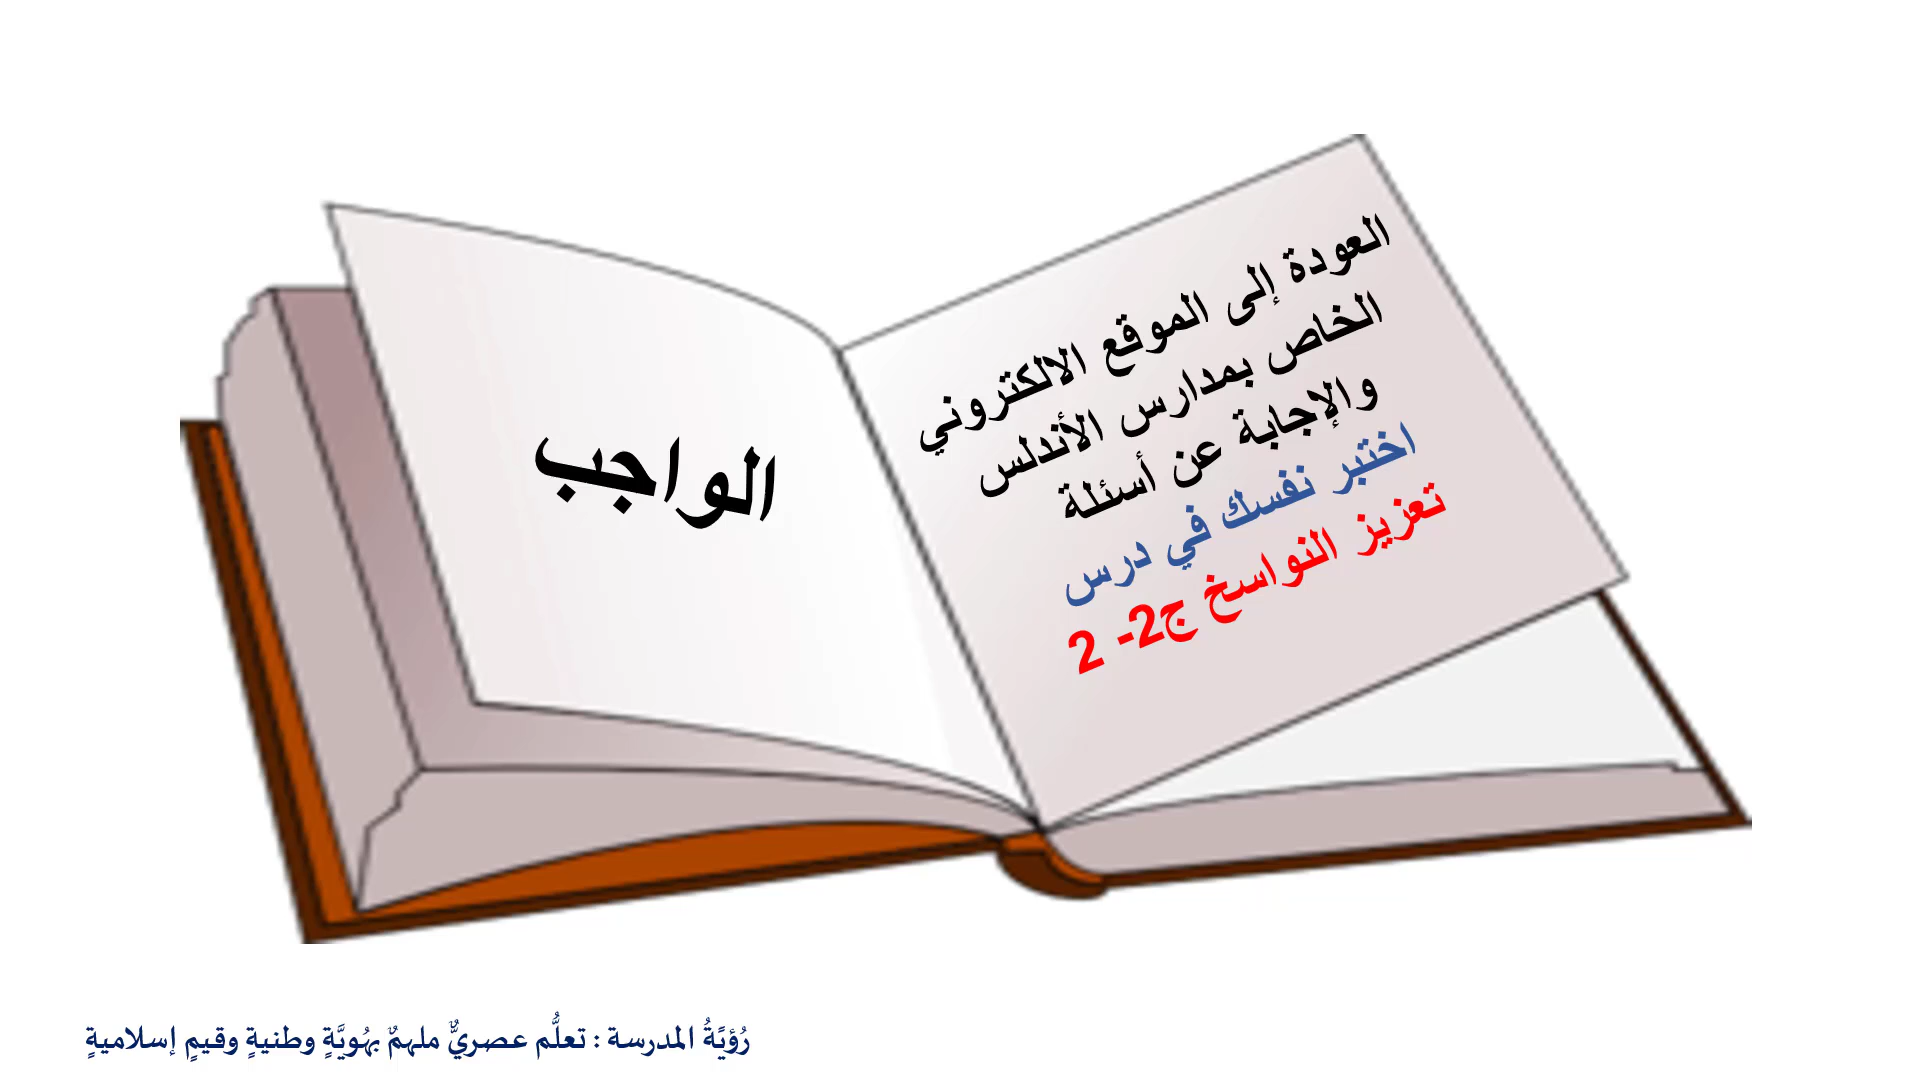 الواجب
العودة إلى الموقع الالكتروني
الخاص بمدارس الأندلس
والإجابة عن أسئلة
اختبر نفسك في درس
تعزيز النواسخ ج2- 2
رُؤيًةُ المدرسة : تعلُّم عصريٌّ ملهمٌ بهُويَّةٍ وطنيةٍ وقيمٍ إسلاميةٍ